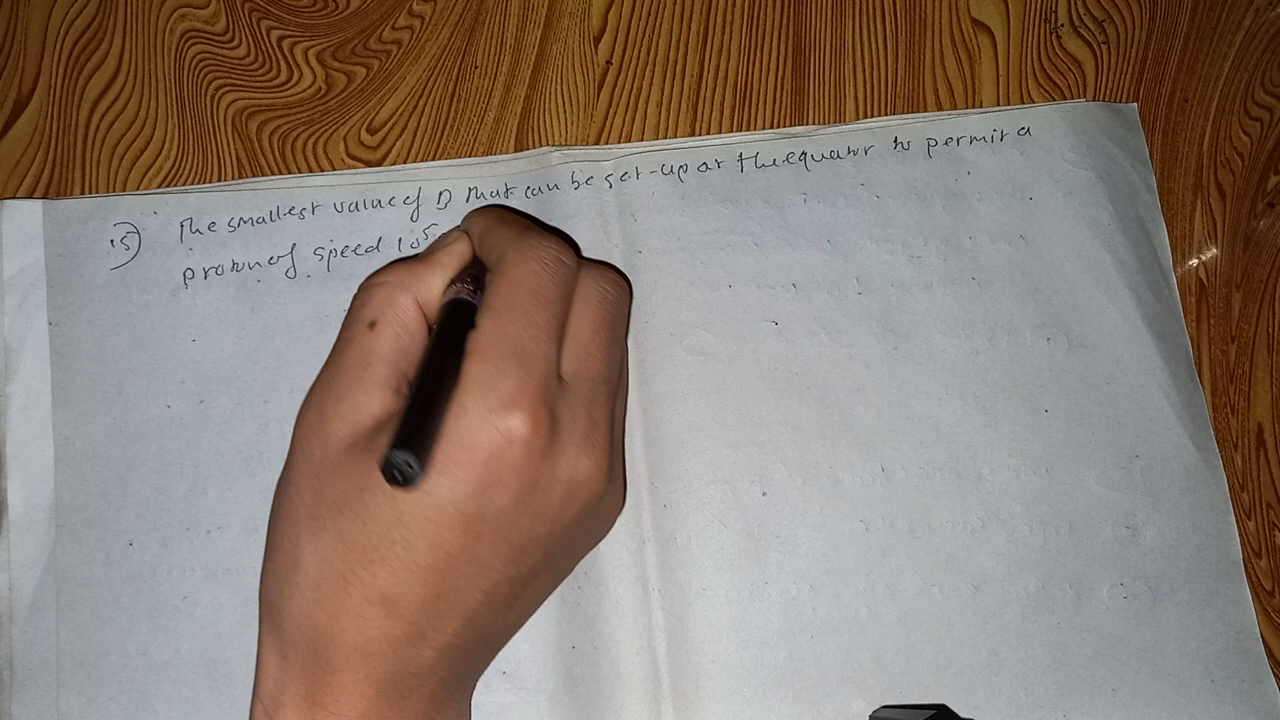 15) The smallest value of B that can be set-up at the equator to permit a
proton of speed 10⁵